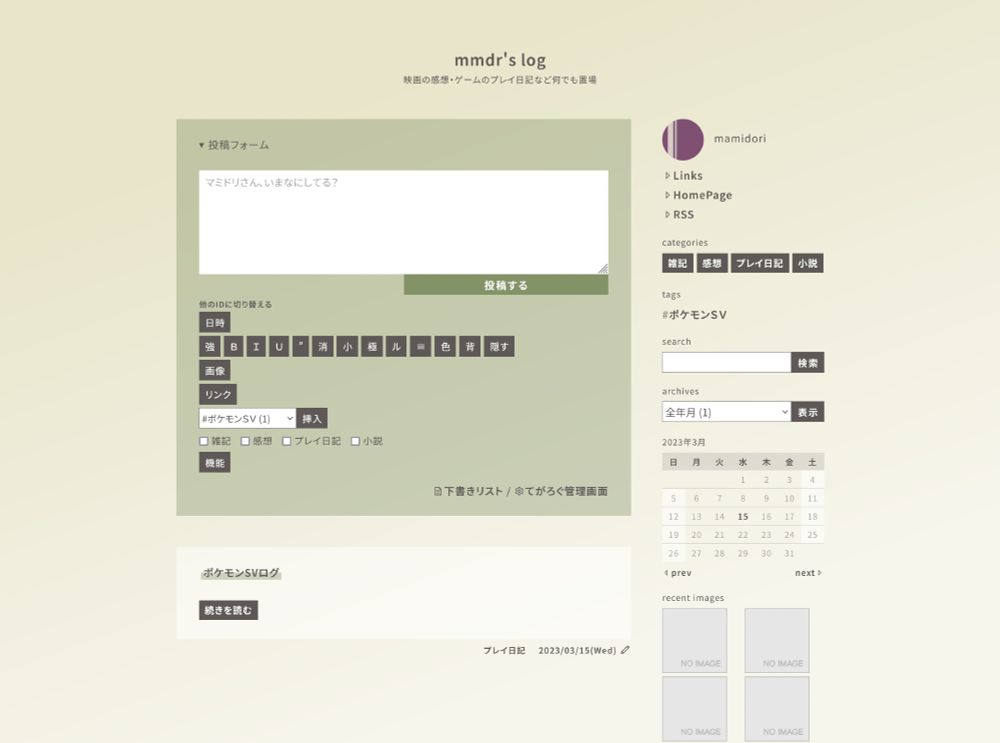 mmdr's log
映画の感想・ゲームのプレイ日記など何でも置場
▼ 投稿フォーム
マミドリさん、いまなにしてる?
投稿する
他のIDに切り替える
日時
強 B I U ” 消 小 極 ル ≡ 色 背 隠す
画像
リンク
#ポケモンSV (1) 挿入
雑記 感想 プレイ日記 小説
機能
下書きリスト / てがろぐ管理画面
ポケモンSVログ
続きを読む
プレイ日記 2023/03/15(Wed)
mamidori
Links
HomePage
RSS
categories
雑記 感想 プレイ日記 小説
tags
#ポケモンSV
search
検索
archives
全年月 (1) 表示
2023年3月
日 月 火 水 木 金 土
1 2 3 4
5 6 7 8 9 10 11
12 13 14 15 16 17 18
19 20 21 22 23 24 25
26 27 28 29 30 31
prev next
recent images
NO IMAGE NO IMAGE
NO IMAGE NO IMAGE